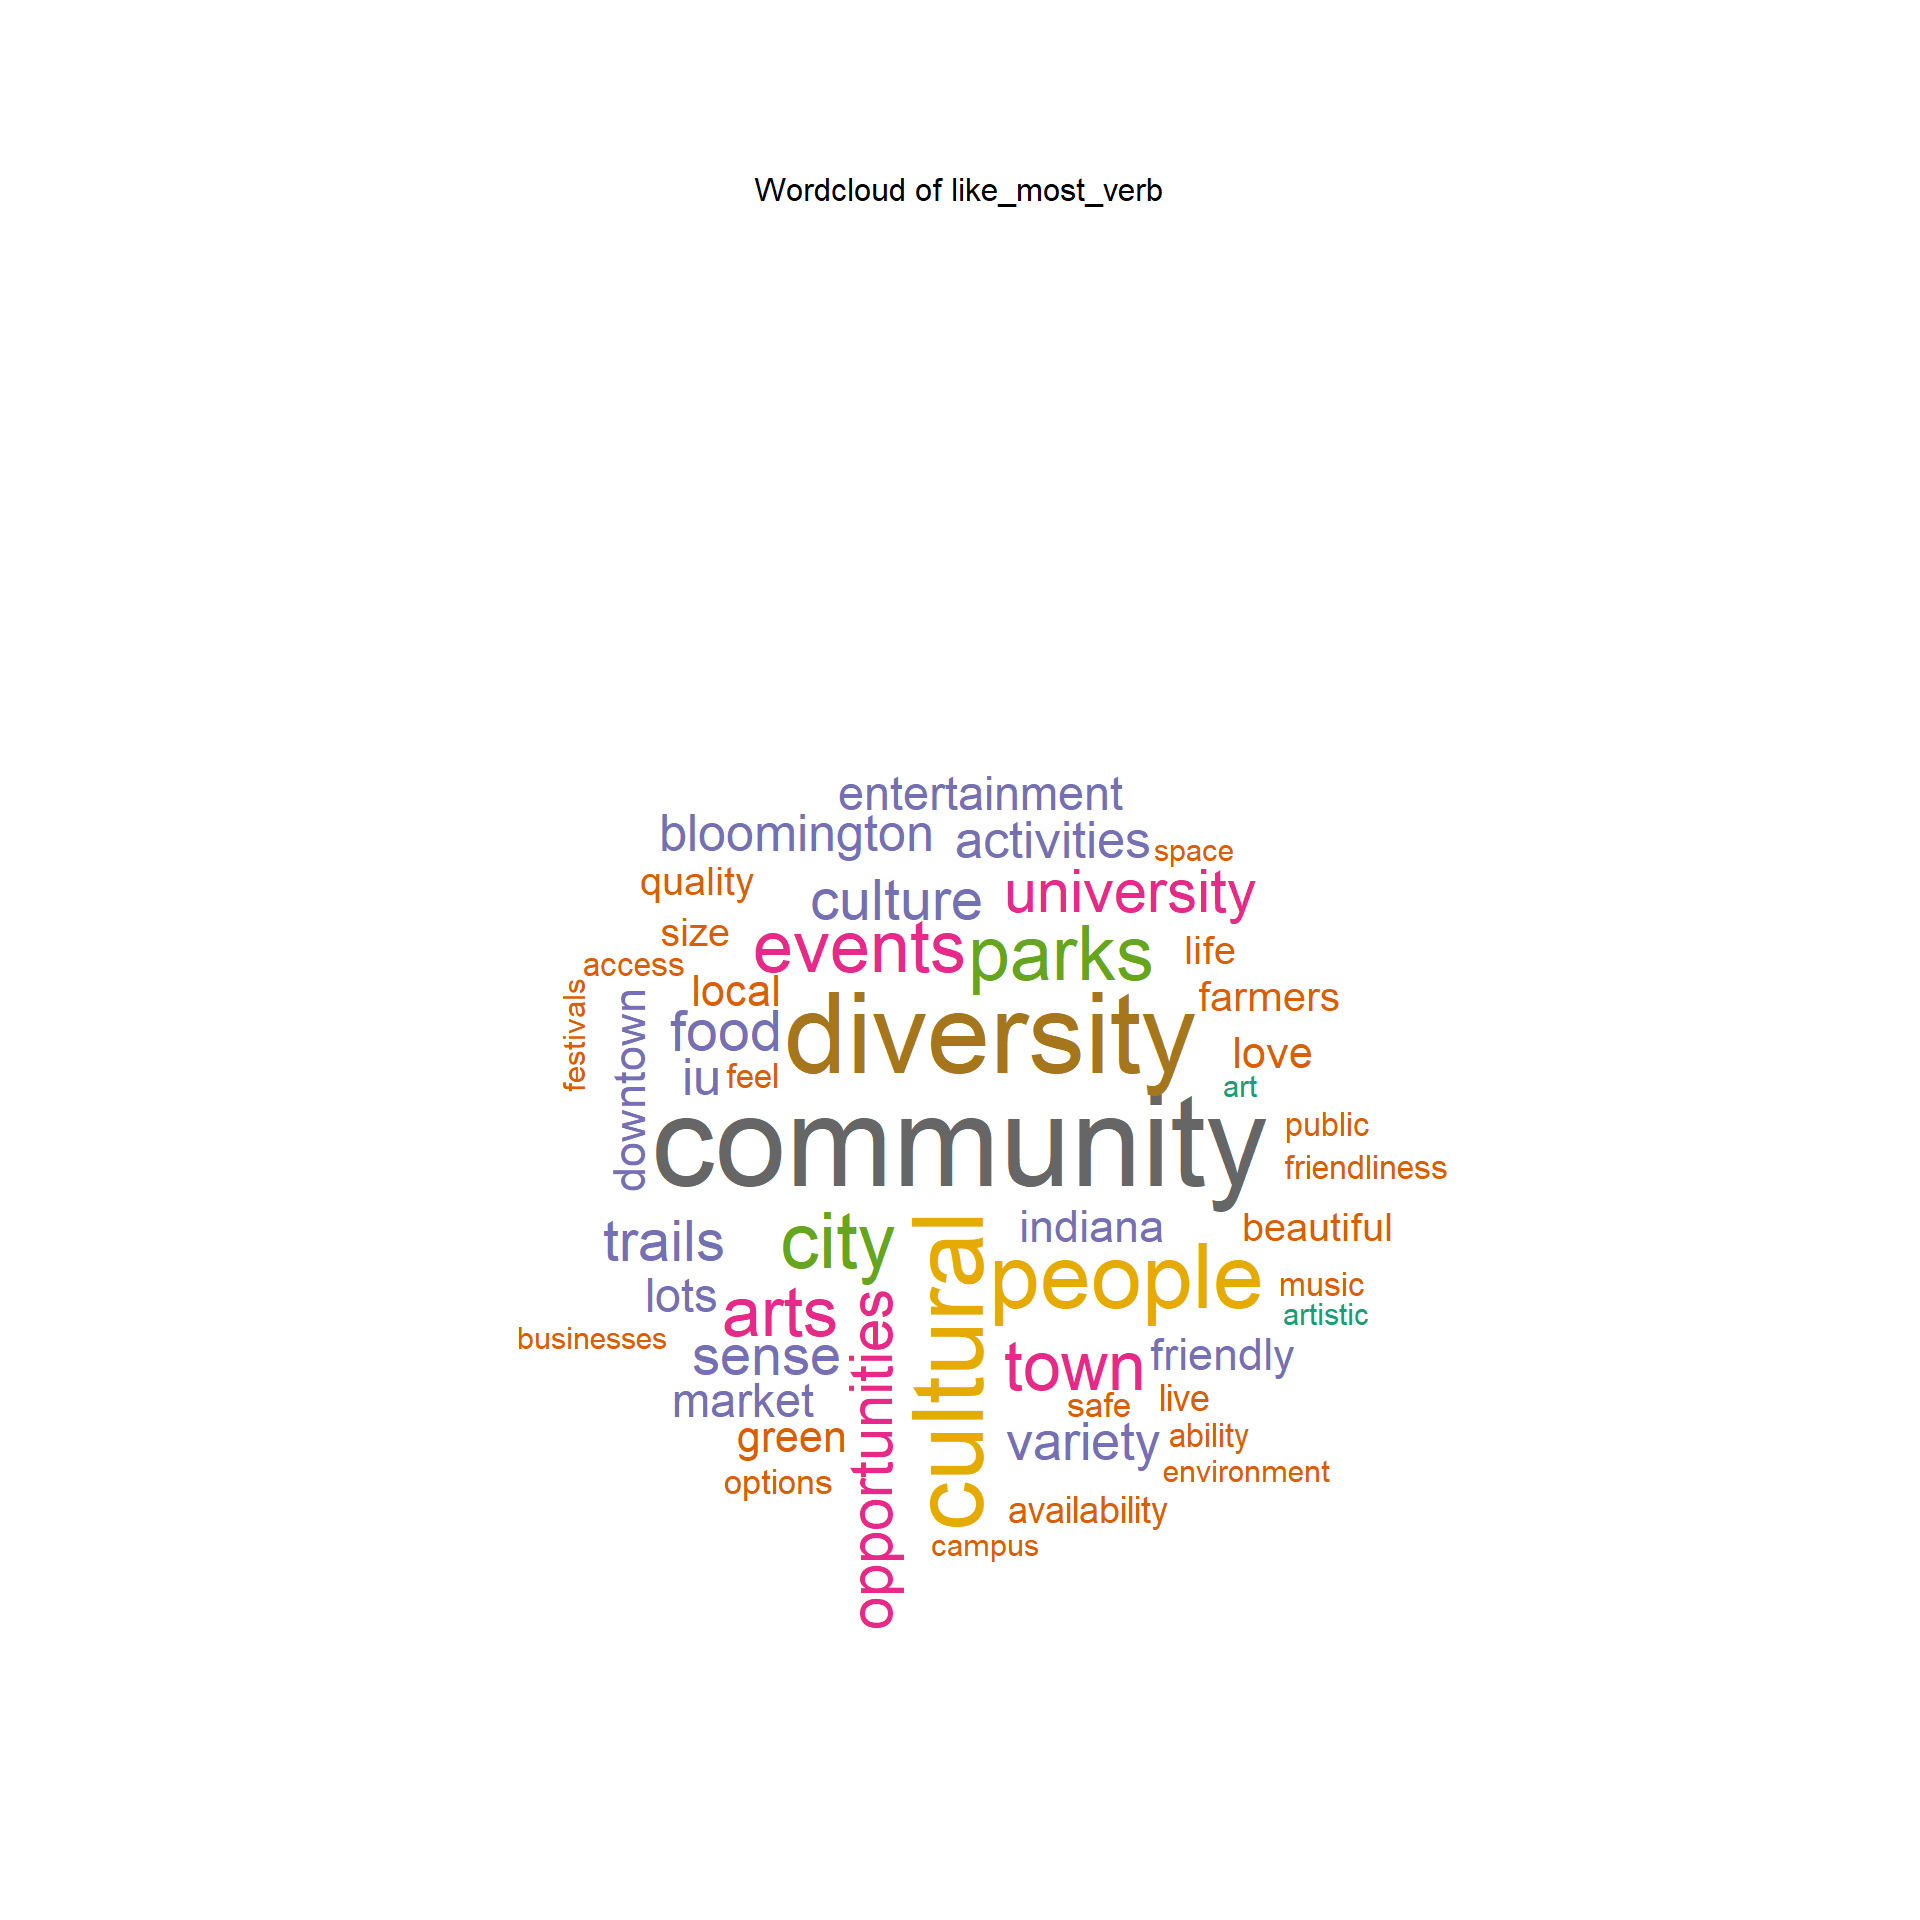 Wordcloud of like_most_verb
entertainment
bloomington
activities
space
quality
culture
university
size
events
parks
life
access
local
farmers
festivals
downtown
food
diversity
love
iu
feel
art
community
public
friendliness
trails
city
cultural
indiana
beautiful
people
lots
arts
opportunities
music
artistic
businesses
sense
town
friendly
market
safe
live
green
variety
ability
options
environment
availability
campus